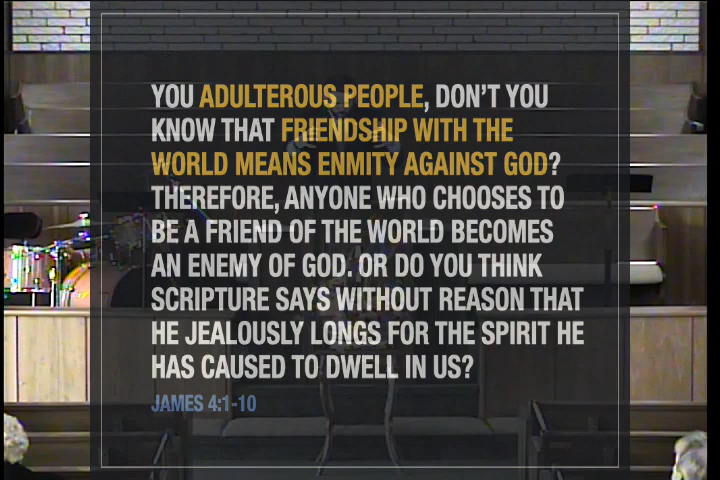 YOU ADULTEROUS PEOPLE, DON'T YOU
KNOW THAT FRIENDSHIP WITH THE
WORLD MEANS ENMITY AGAINST GOD?
THEREFORE, ANYONE WHO CHOOSES TO
BE A FRIEND OF THE WORLD BECOMES
AN ENEMY OF GOD. OR DO YOU THINK
SCRIPTURE SAYS WITHOUT REASON THAT
HE JEALOUSLY LONGS FOR THE SPIRIT HE
HAS CAUSED TO DWELL IN US?
JAMES 4:1-10